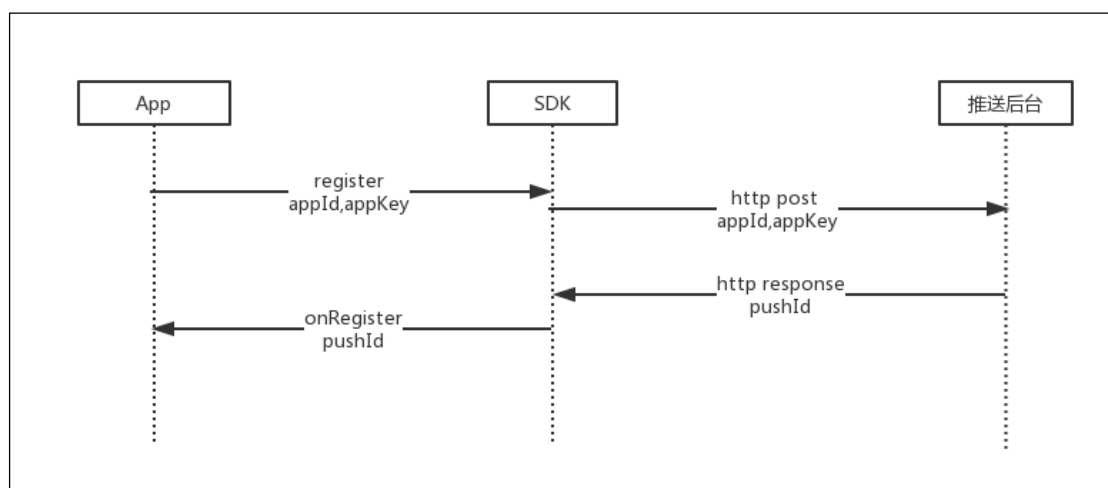 App
SDK
推送后台
register
appId,appKey
http post
appId,appKey
http response
pushId
onRegister
pushId